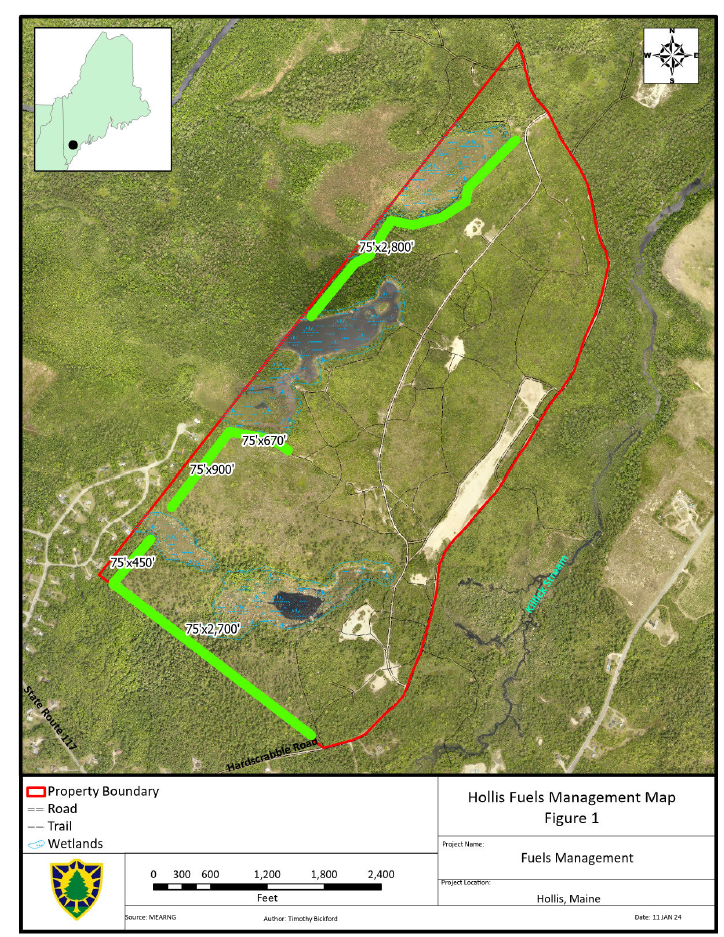 N
W E
S
75'x2,800'
75'x670'
75'x900'
75'x450'
75'x2,700'
Killick Stream
State Route 117
Hardscrabble Road
Property Boundary
Road
Trail
Wetlands
Hollis Fuels Management Map
Figure 1
Project Name:
Fuels Management
Project Location:
Hollis, Maine
0 300 600 1,200 1,800 2,400
Feet
Source: MEARNG
Author: Timothy Bickford
Date: 11 JAN 24